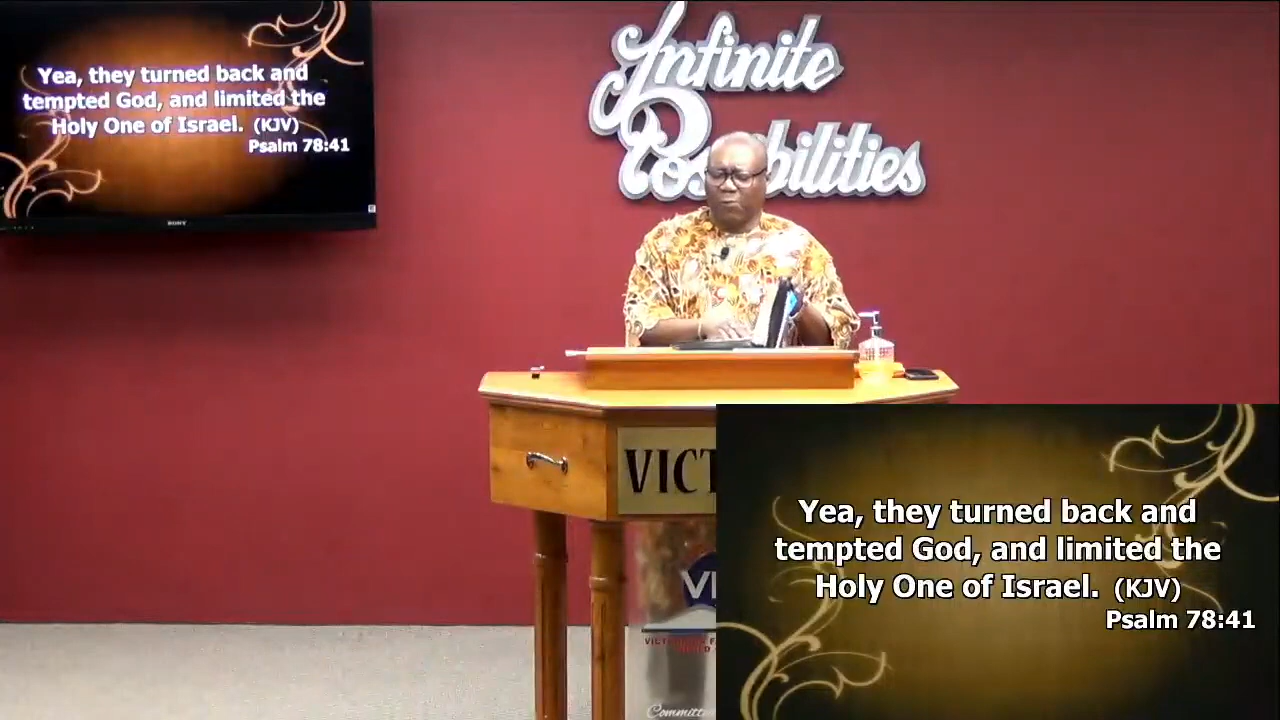 Yea, they turned back and
tempted God, and limited the
Holy One of Israel. (KJV)
Psalm 78:41
SONY
Infinite
Possibilities
VICT
VI
Yea, they turned back and
tempted God, and limited the
Holy One of Israel. (KJV)
Psalm 78:41